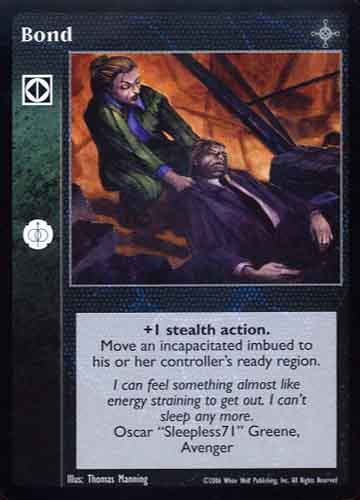 Bond
+1 stealth action.
Move an incapacitated imbued to
his or her controller's ready region.
I can feel something almost like
energy straining to get out. I can't
sleep any more.
Oscar "Sleepless71" Greene,
Avenger
Illus: Thomas Manning
©2006 White Wolf Publishing, Inc. All Rights Reserved